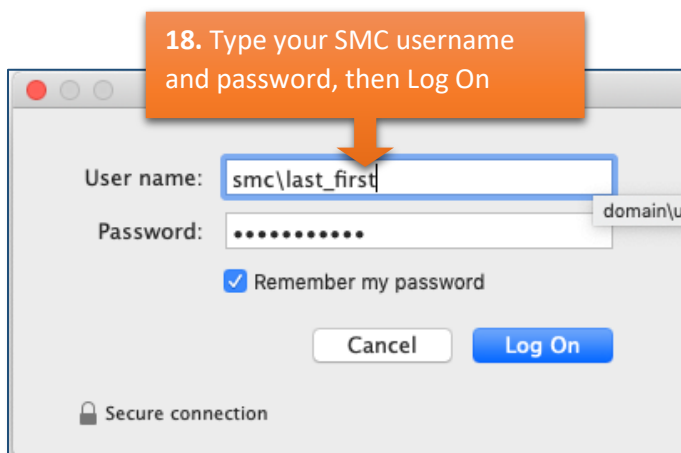 18. Type your SMC username
and password, then Log On
User name: smc\last_first
domain\u
Password: •••••••••••
Remember my password
Cancel Log On
Secure connection